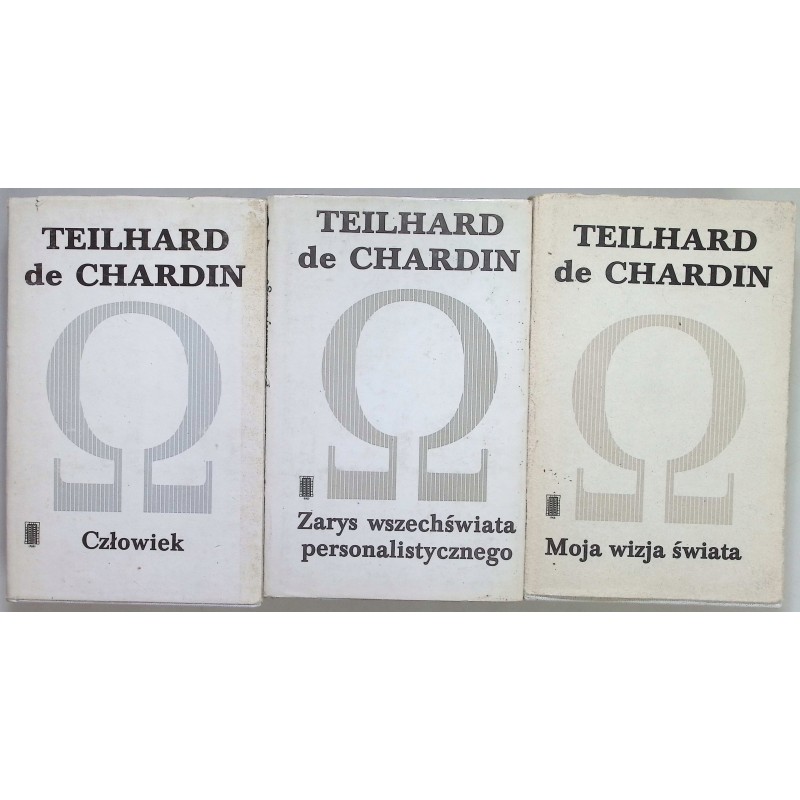 TEILHARD
de CHARDIN
Ω
Człowiek
TEILHARD
de CHARDIN
Ω
Zarys wszechświata
personalistycznego
TEILHARD
de CHARDIN
Ω
Moja wizja świata